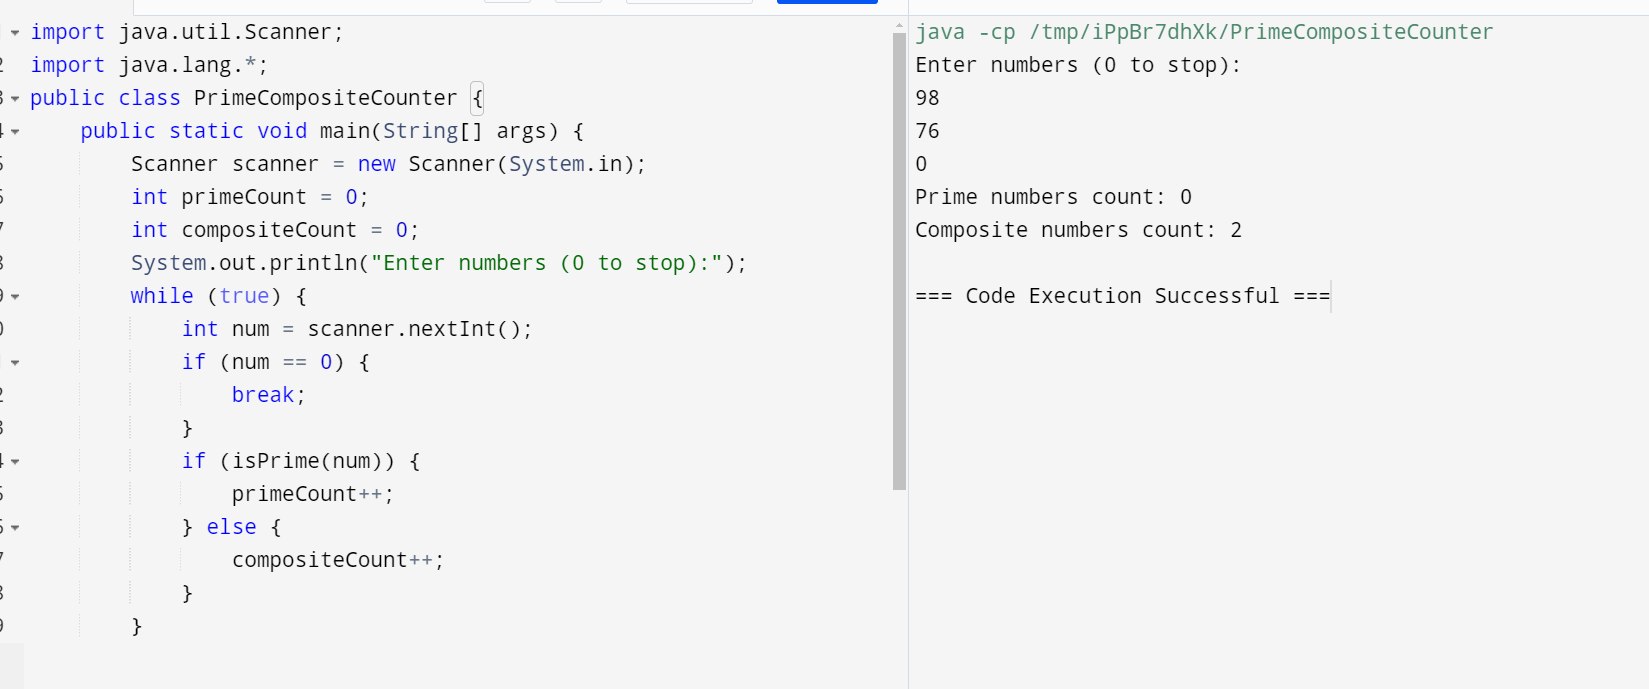 import java.util.Scanner;
import java.lang.*;
public class PrimeCompositeCounter {
    public static void main(String[] args) {
        Scanner scanner = new Scanner(System.in);
        int primeCount = 0;
        int compositeCount = 0;
        System.out.println("Enter numbers (0 to stop):");
        while (true) {
            int num = scanner.nextInt();
            if (num == 0) {
                break;
            }
            if (isPrime(num)) {
                primeCount++;
            } else {
                compositeCount++;
            }
        }
java -cp /tmp/iPpBr7dhXk/PrimeCompositeCounter
Enter numbers (0 to stop):
98
76
0
Prime numbers count: 0
Composite numbers count: 2
=== Code Execution Successful ===